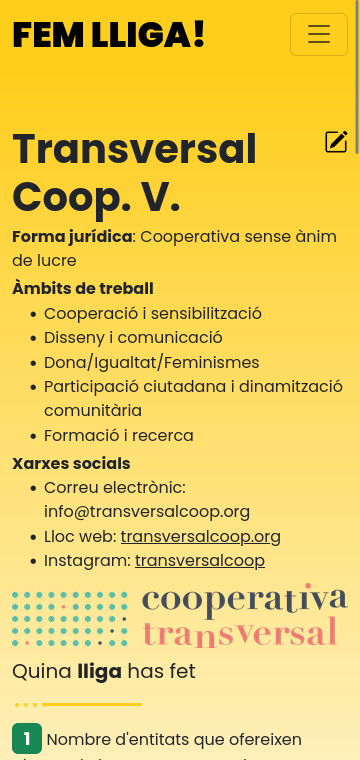 FEM LLIGA!
Transversal
Coop. V.
Forma jurídica: Cooperativa sense ànim
de lucre
Àmbits de treball
• Cooperació i sensibilització
• Disseny i comunicació
• Dona/Igualtat/Feminismes
• Participació ciutadana i dinamització
comunitària
• Formació i recerca
Xarxes socials
• Correu electrònic:
info@transversalcoop.org
• Lloc web: transversalcoop.org
• Instagram: transversalcoop
cooperativa
transversal
Quina lliga has fet
1 Nombre d'entitats que ofereixen